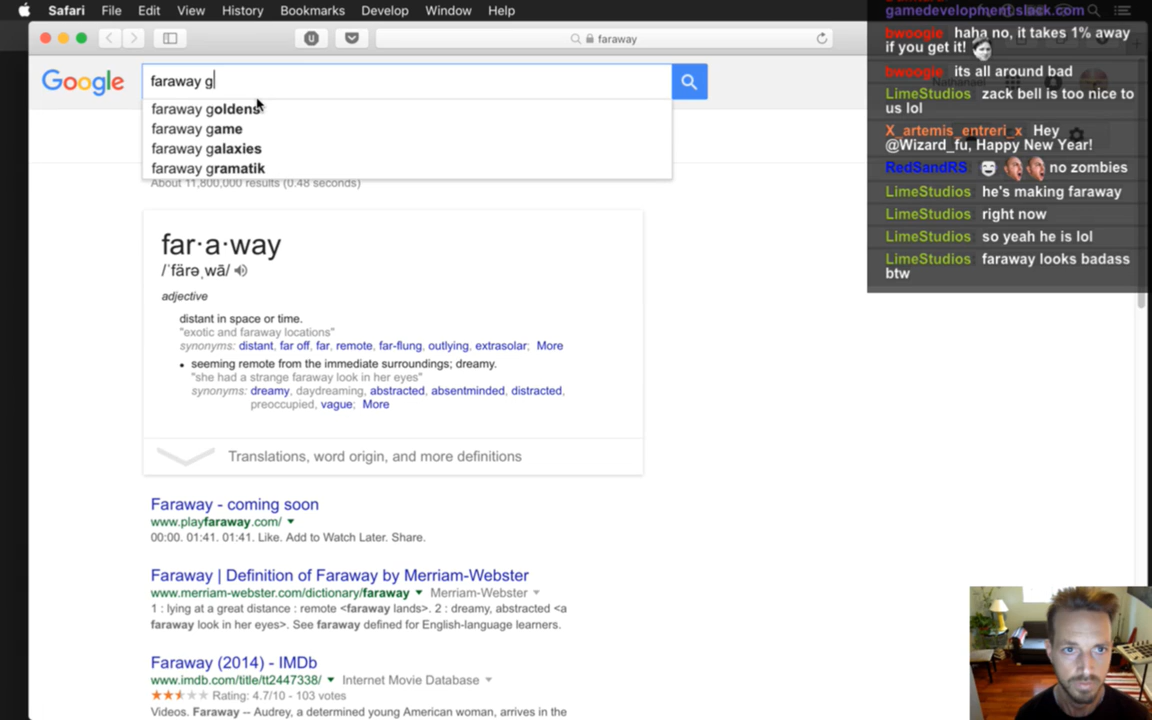 Safari File Edit View History Bookmarks Develop Window Help
faraway
Google
faraway g
faraway goldens
faraway game
faraway galaxies
faraway gramatik
About 11,800,000 results (0.48 seconds)
far·a·way
/ˈfärəˌwā/
adjective
distant in space or time.
"exotic and faraway locations"
synonyms: distant, far off, far, remote, far-flung, outlying, extrasolar; More
• seeming remote from the immediate surroundings; dreamy.
"she had a strange faraway look in her eyes"
synonyms: dreamy, daydreaming, abstracted, absentminded, distracted,
preoccupied, vague; More
Translations, word origin, and more definitions
Faraway - coming soon
www.playfaraway.com/
00:00. 01:41. 01:41. Like. Add to Watch Later. Share.
Faraway | Definition of Faraway by Merriam-Webster
www.merriam-webster.com/dictionary/faraway Merriam-Webster
1 : lying at a great distance : remote <faraway lands>. 2 : dreamy, abstracted <a
faraway look in her eyes>. See faraway defined for English-language learners.
Faraway (2014) - IMDb
www.imdb.com/title/tt2447338/ Internet Movie Database
Rating: 4.7/10 - 103 votes
Videos. Faraway -- Audrey, a determined young American woman, arrives in the
gamedevelopment.slack.com
bwoogie haha no, it takes 1% away
if you get it!
bwoogie its all around bad
LimeStudios zack bell is too nice to
us lol
X_artemis_entreri_x Hey
@Wizard_fu, Happy New Year!
RedSandRS no zombies
LimeStudios he's making faraway
LimeStudios right now
LimeStudios so yeah he is lol
LimeStudios faraway looks badass
btw